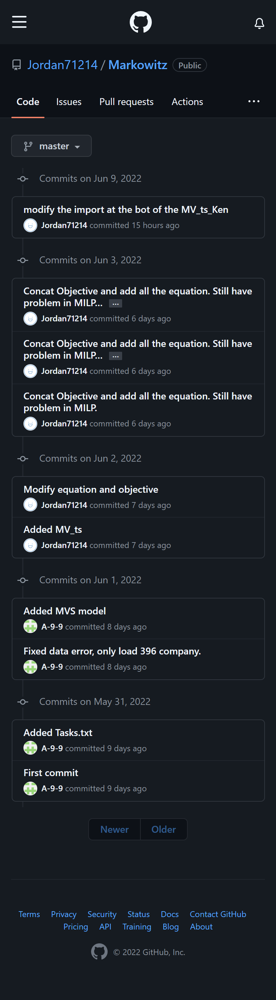 Jordan71214 / Markowitz Public
Code Issues Pull requests Actions ...
master
Commits on Jun 9, 2022
modify the import at the bot of the MV_ts_Ken
Jordan71214 committed 15 hours ago
Commits on Jun 3, 2022
Concat Objective and add all the equation. Still have
problem in MILP... ...
Jordan71214 committed 6 days ago
Concat Objective and add all the equation. Still have
problem in MILP... ...
Jordan71214 committed 6 days ago
Concat Objective and add all the equation. Still have
problem in MILP.
Jordan71214 committed 6 days ago
Commits on Jun 2, 2022
Modify equation and objective
Jordan71214 committed 7 days ago
Added MV_ts
Jordan71214 committed 7 days ago
Commits on Jun 1, 2022
Added MVS model
A-9-9 committed 8 days ago
Fixed data error, only load 396 company.
A-9-9 committed 8 days ago
Commits on May 31, 2022
Added Tasks.txt
A-9-9 committed 9 days ago
First commit
A-9-9 committed 9 days ago
Newer Older
Terms Privacy Security Status Docs Contact GitHub
Pricing API Training Blog About
© 2022 GitHub, Inc.